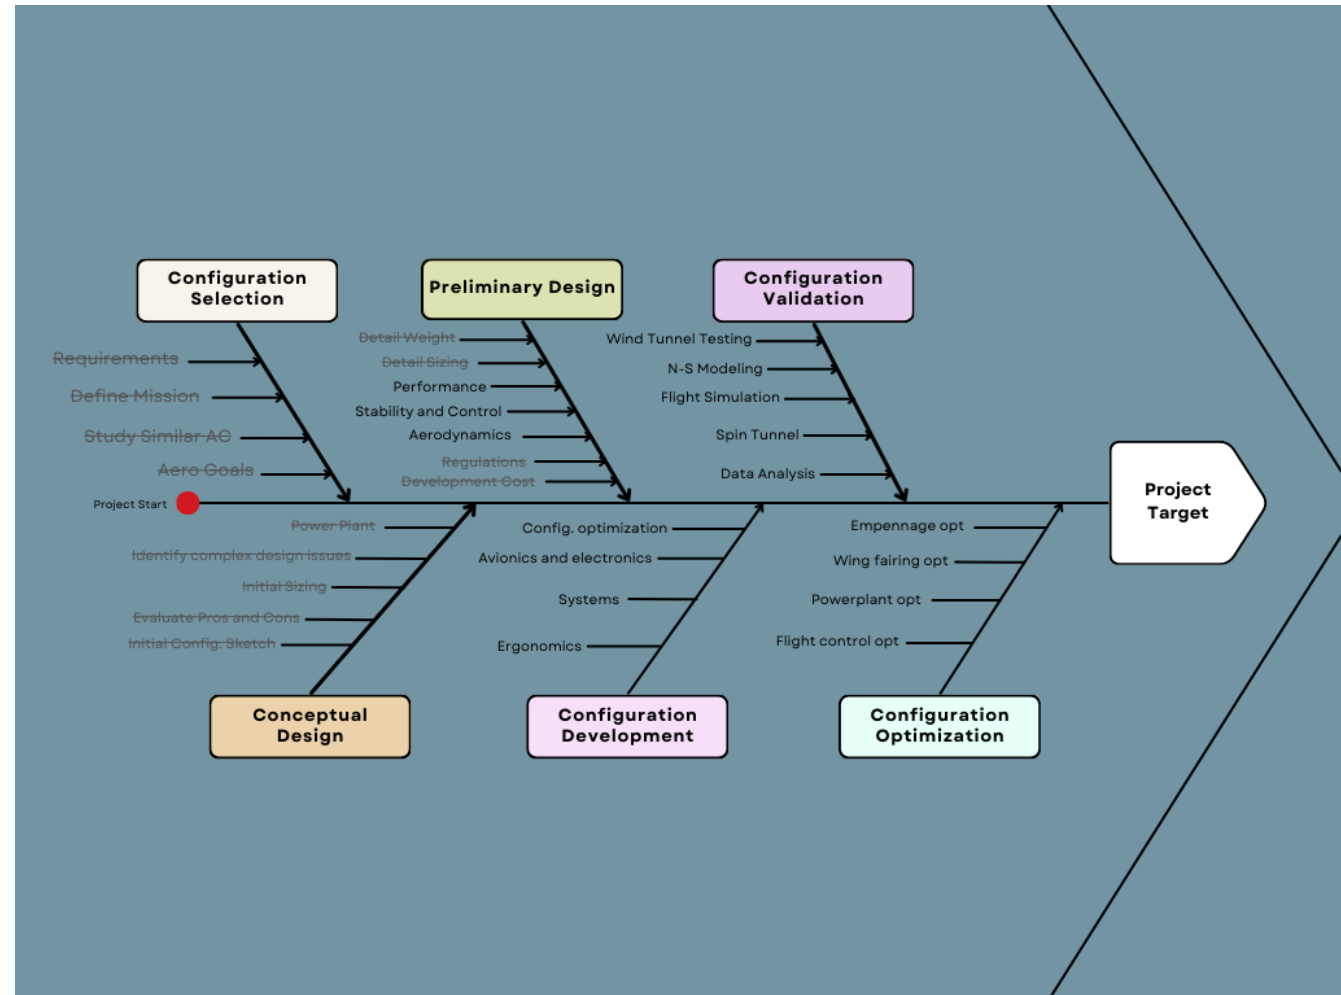 Configuration
Selection
Requirements
Define Mission
Study Similar AC
Aero Goals
Preliminary Design
Detail Weight
Detail Sizing
Performance
Stability and Control
Aerodynamics
Regulations
Development Cost
Configuration
Validation
Wind Tunnel Testing
N-S Modeling
Flight Simulation
Spin Tunnel
Data Analysis
Project Start
Project
Target
Power Plant
Identify complex design issues
Initial Sizing
Evaluate Pros and Cons
Initial Config. Sketch
Conceptual
Design
Config. optimization
Avionics and electronics
Systems
Ergonomics
Configuration
Development
Empennage opt
Wing fairing opt
Powerplant opt
Flight control opt
Configuration
Optimization